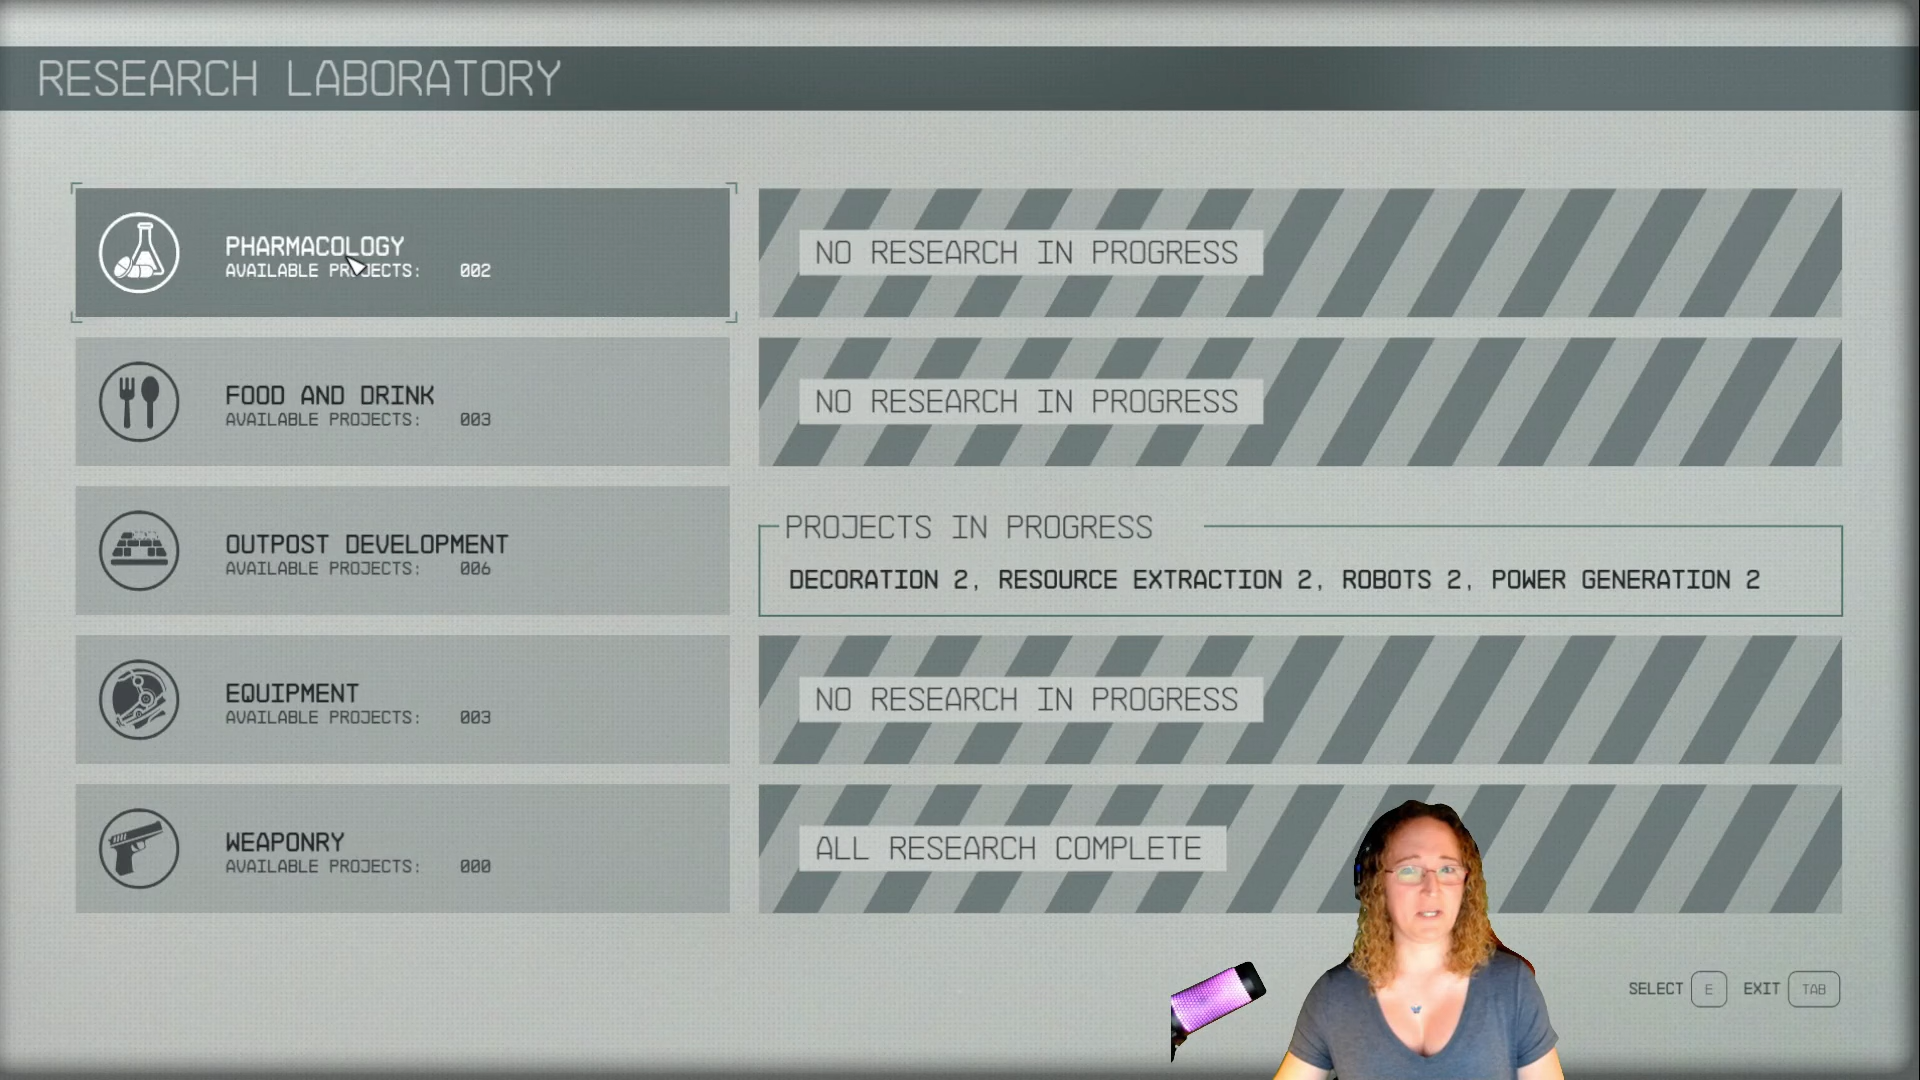 RESEARCH LABORATORY
PHARMACOLOGY
AVAILABLE PROJECTS: 002
NO RESEARCH IN PROGRESS
FOOD AND DRINK
AVAILABLE PROJECTS: 003
NO RESEARCH IN PROGRESS
OUTPOST DEVELOPMENT
AVAILABLE PROJECTS: 006
PROJECTS IN PROGRESS
DECORATION 2, RESOURCE EXTRACTION 2, ROBOTS 2, POWER GENERATION 2
EQUIPMENT
AVAILABLE PROJECTS: 003
NO RESEARCH IN PROGRESS
WEAPONRY
AVAILABLE PROJECTS: 000
ALL RESEARCH COMPLETE
SELECT E EXIT TAB